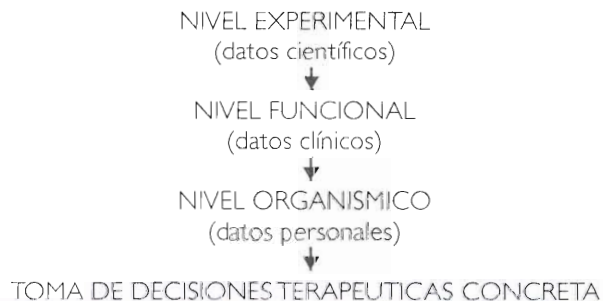 NIVEL EXPERIMENTAL
(datos científicos)
NIVEL FUNCIONAL
(datos clínicos)
NIVEL ORGANISMICO
(datos personales)
TOMA DE DECISIONES TERAPEUTICAS CONCRETA